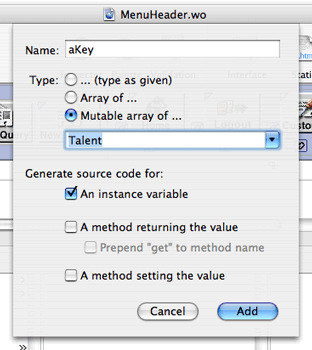 MenuHeader.wo
Name: aKey
Type: ... (type as given)
Array of ...
Mutable array of ...
Talent
Generate source code for:
An instance variable
A method returning the value
Prepend "get" to method name
A method setting the value
Cancel Add